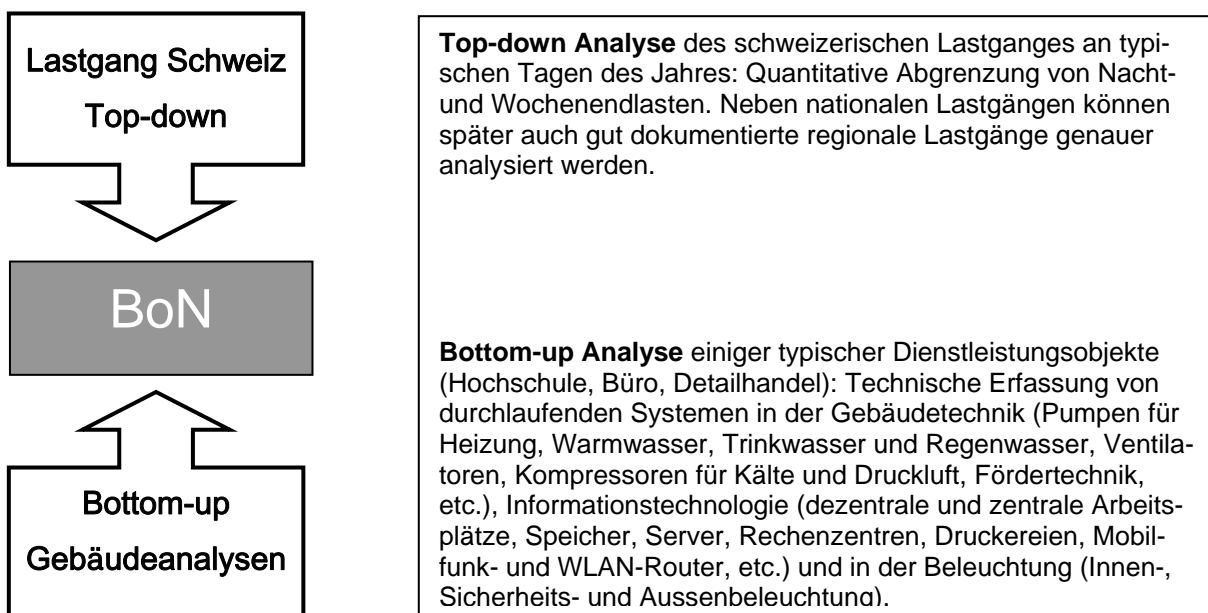 Lastgang Schweiz
Top-down
BoN
Bottom-up
Gebäudeanalysen
Top-down Analyse des schweizerischen Lastganges an typi-
schen Tagen des Jahres: Quantitative Abgrenzung von Nacht-
und Wochenendlasten. Neben nationalen Lastgängen können
später auch gut dokumentierte regionale Lastgänge genauer
analysiert werden.
Bottom-up Analyse einiger typischer Dienstleistungsobjekte
(Hochschule, Büro, Detailhandel): Technische Erfassung von
durchlaufenden Systemen in der Gebäudetechnik (Pumpen für
Heizung, Warmwasser, Trinkwasser und Regenwasser, Ventila-
toren, Kompressoren für Kälte und Druckluft, Fördertechnik,
etc.), Informationstechnologie (dezentrale und zentrale Arbeits-
plätze, Speicher, Server, Rechenzentren, Druckereien, Mobil-
funk- und WLAN-Router, etc.) und in der Beleuchtung (Innen-,
Sicherheits- und Aussenbeleuchtung).